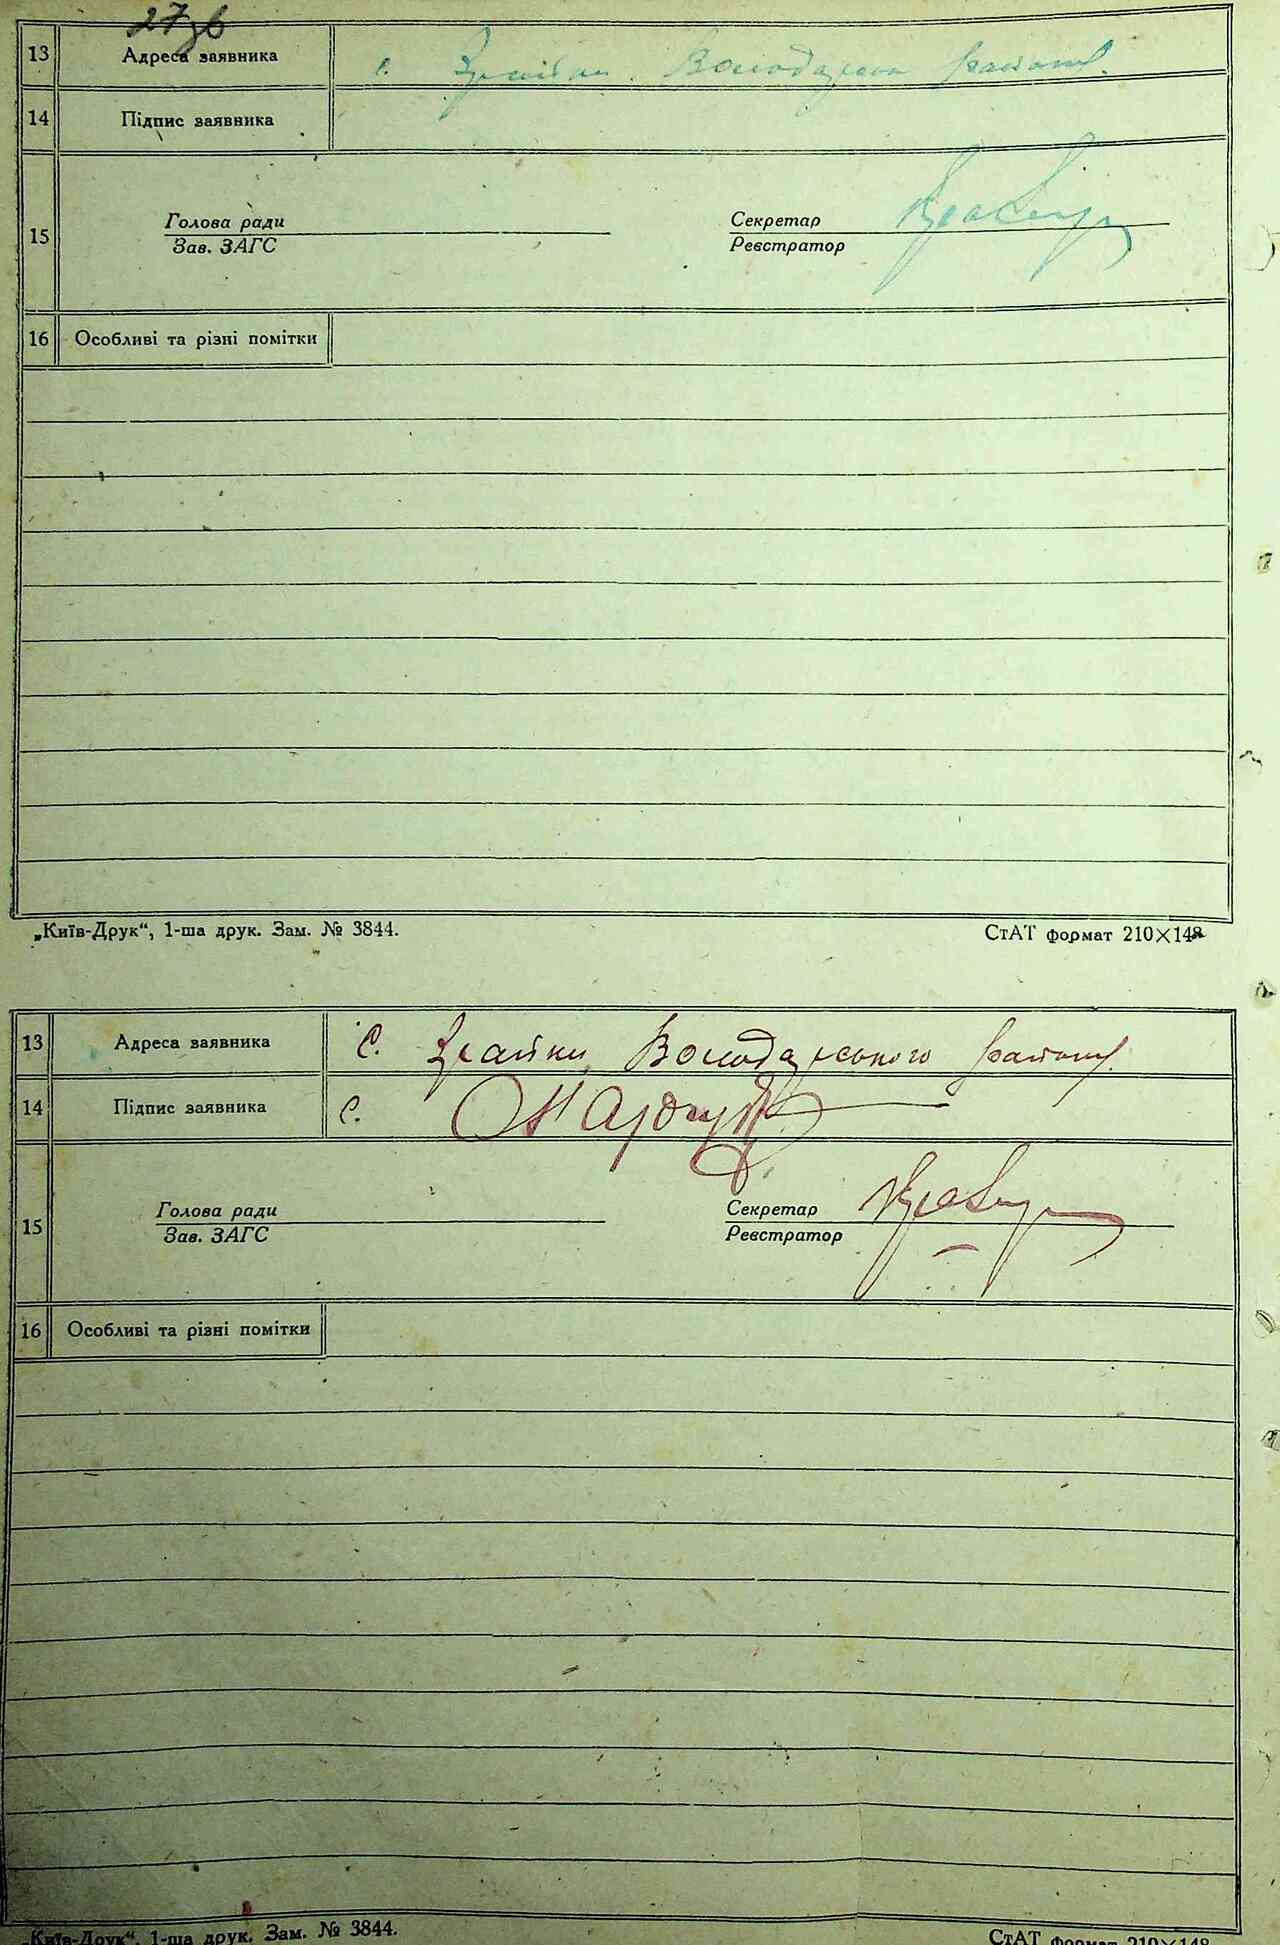 27зв
13 Адреса заявника с. Зрайки Володарського району.
14 Підпис заявника
15 Голова ради Секретар
Зав. ЗАГС Реєстратор
16 Особливі та різні помітки
„Київ-Друк“, 1-ша друк. Зам. № 3844. СтАТ формат 210×148
13 Адреса заявника с. Зрайки Володарського району.
14 Підпис заявника с.
15 Голова ради Секретар
Зав. ЗАГС Реєстратор
16 Особливі та різні помітки
„Київ-Друк“, 1-ша друк. Зам. № 3844. СтАТ формат 210×148